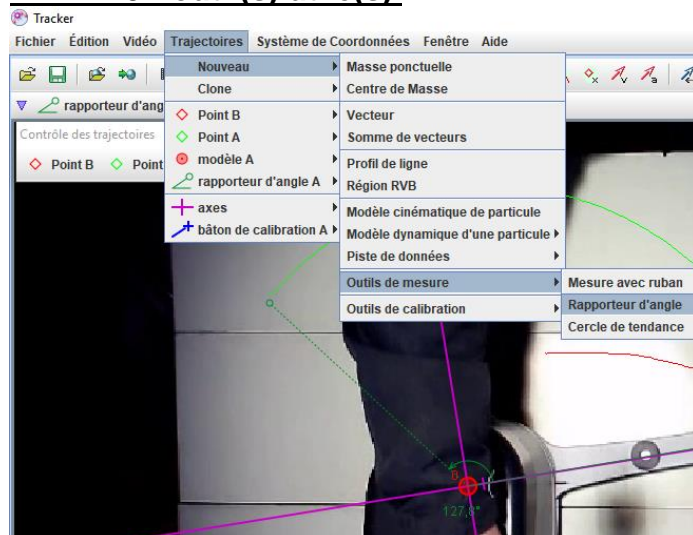 Tracker
Fichier Édition Vidéo Trajectoires Système de Coordonnées Fenêtre Aide
Nouveau
Clone
Point B
Point A
modèle A
rapporteur d'angle A
axes
bâton de calibration A
Masse ponctuelle
Centre de Masse
Vecteur
Somme de vecteurs
Profil de ligne
Région RVB
Modèle cinématique de particule
Modèle dynamique d'une particule
Piste de données
Outils de mesure
Outils de calibration
Mesure avec ruban
Rapporteur d'angle
Cercle de tendance
rapporteur d'ang
Contrôle des trajectoires
Point B Point
B